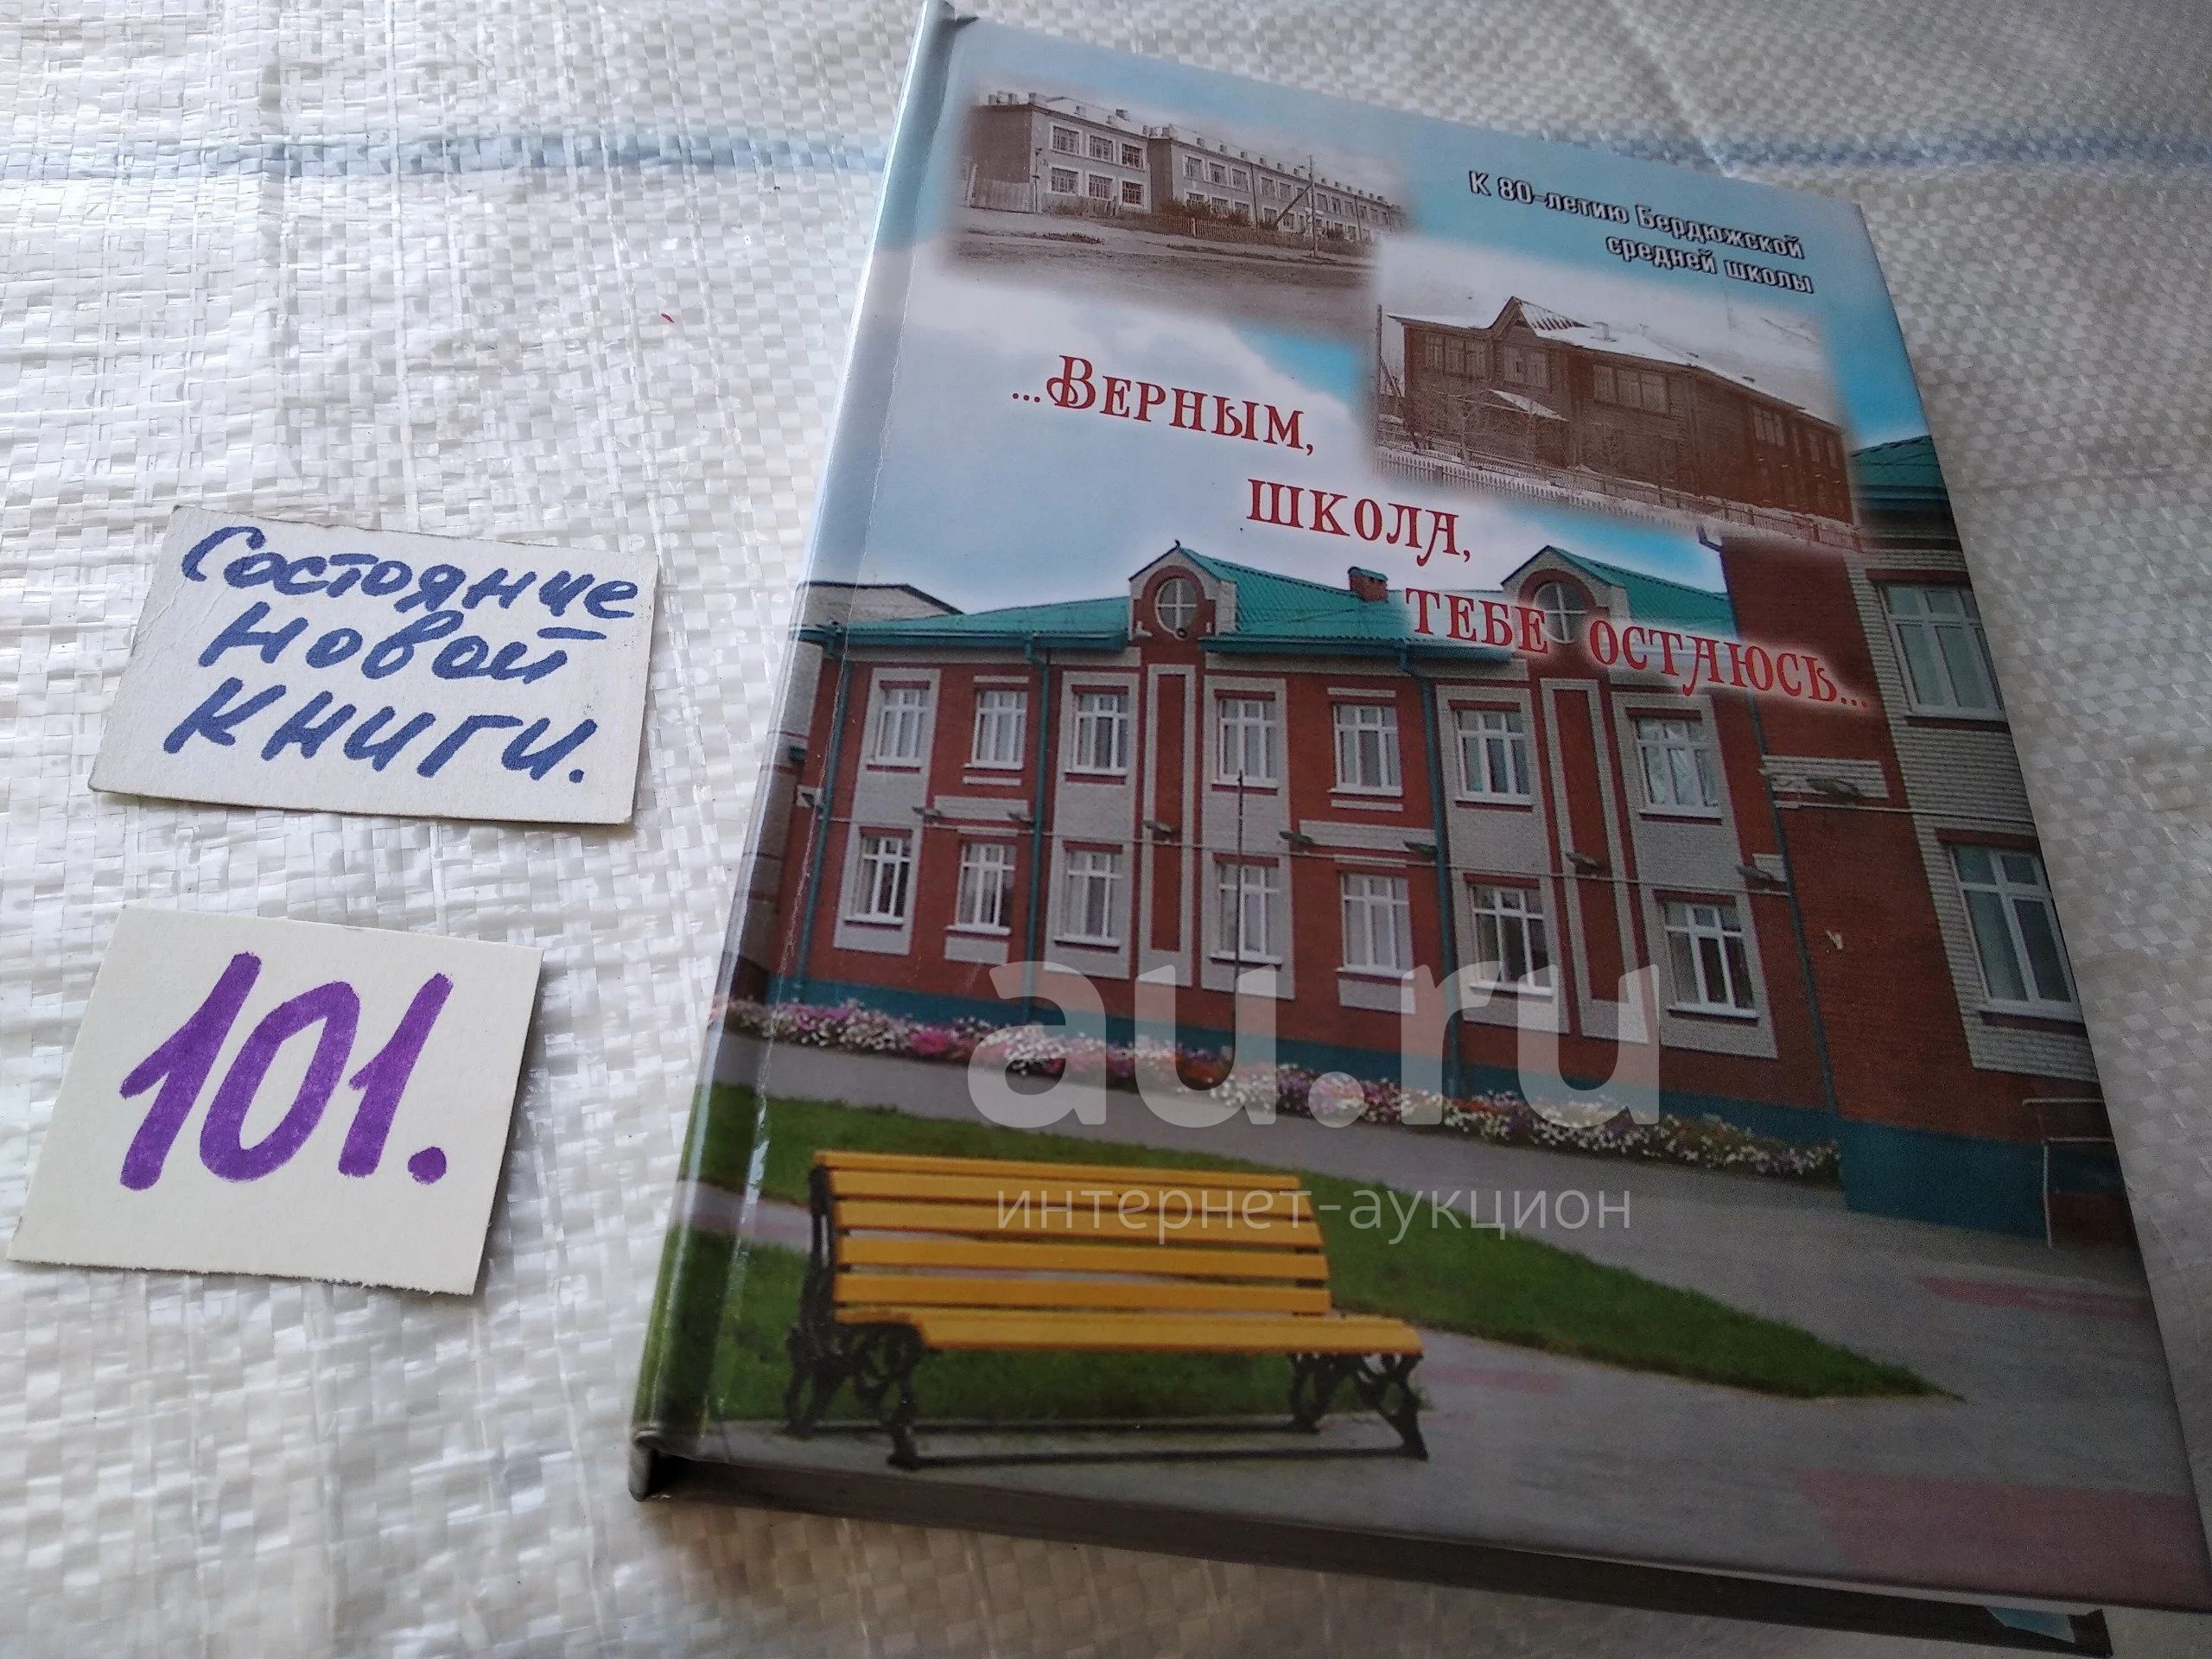 К 80-летию Бердюжской
средней школы
...Верным,
школа,
тебе остаюсь...
Состояние
новой
книги.
101.
au.ru
интернет-аукцион